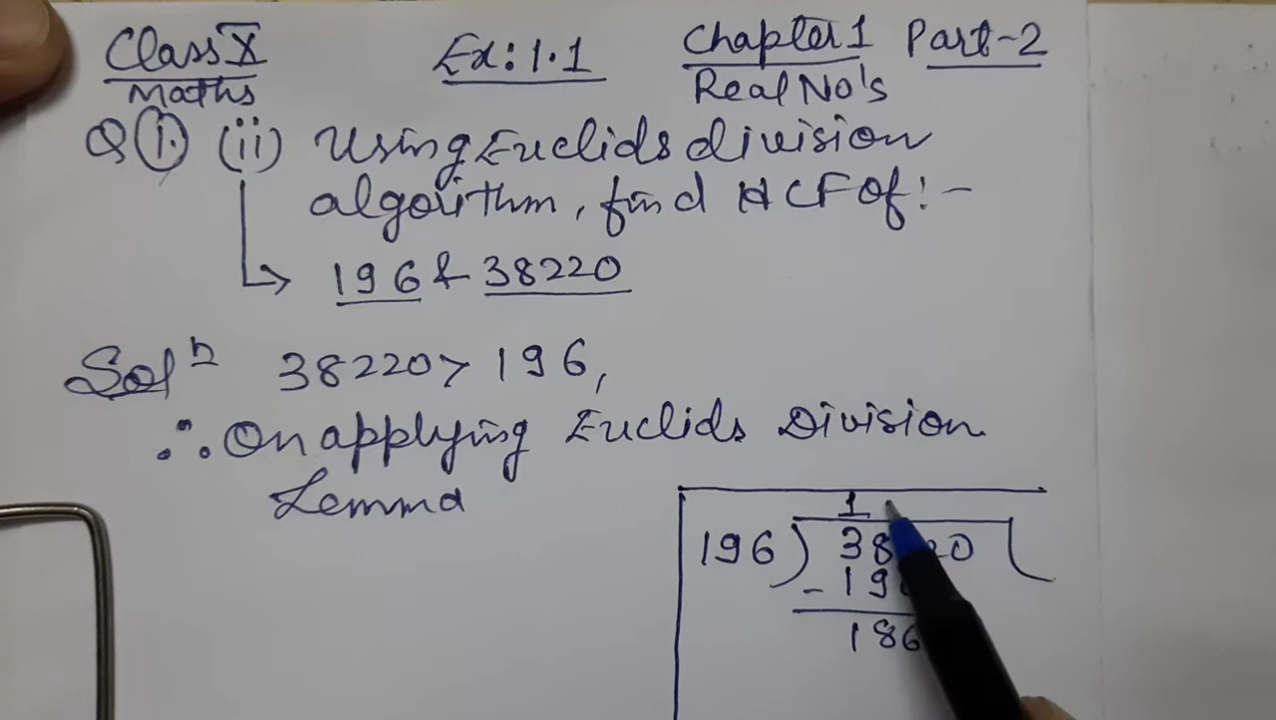 Class X Ex: 1.1 Chapter 1 Part-2
Maths Real No's
Q 1. (ii) Using Euclids division
algorithm, find HCF Of:-
196 & 38220
Solⁿ 38220 > 196,
∴ On applying Euclids Division
Lemma
1
196) 38220
- 19
186